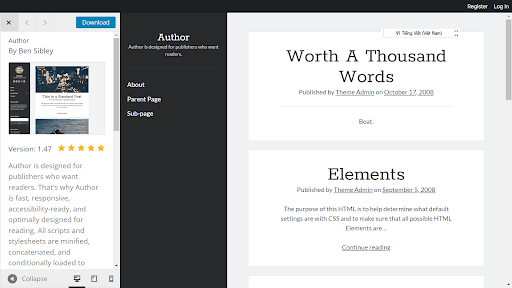 Register Log In
Download
Author
By Ben Sibley
This is a Standard Post
Version: 1.47
Author is designed for
publishers who want
readers. That's why Author
is fast, responsive,
accessibility-ready, and
optimally designed for
reading. All scripts and
stylesheets are minified,
concatenated, and
conditionally loaded to
Collapse
Author
Author is designed for publishers who want
readers.
About
Parent Page
Sub-page
VI Tiếng Việt (Việt Nam)
Worth A Thousand
Words
Published by Theme Admin on October 17, 2008
Boat.
Elements
Published by Theme Admin on September 5, 2008
The purpose of this HTML is to help determine what default
settings are with CSS and to make sure that all possible HTML
Elements are...
Continue reading